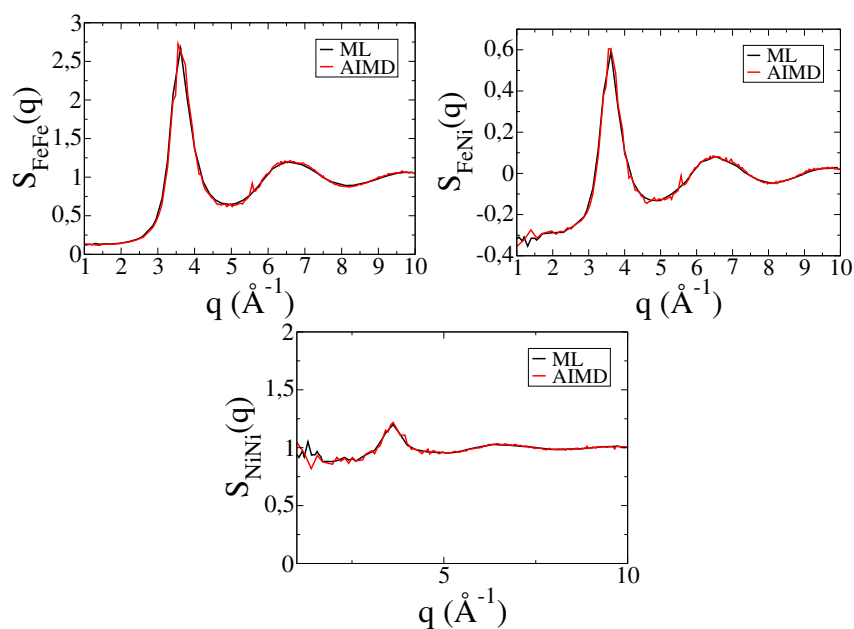 3
2,5
2
1,5
1
0,5
0
S_FeFe(q)
ML
AIMD
1 2 3 4 5 6 7 8 9 10
q (Å⁻¹)
0,6
0,4
0,2
0
-0,2
-0,4
S_FeNi(q)
ML
AIMD
1 2 3 4 5 6 7 8 9 10
q (Å⁻¹)
2
1,5
1
0,5
0
S_NiNi(q)
ML
AIMD
5 10
q (Å⁻¹)